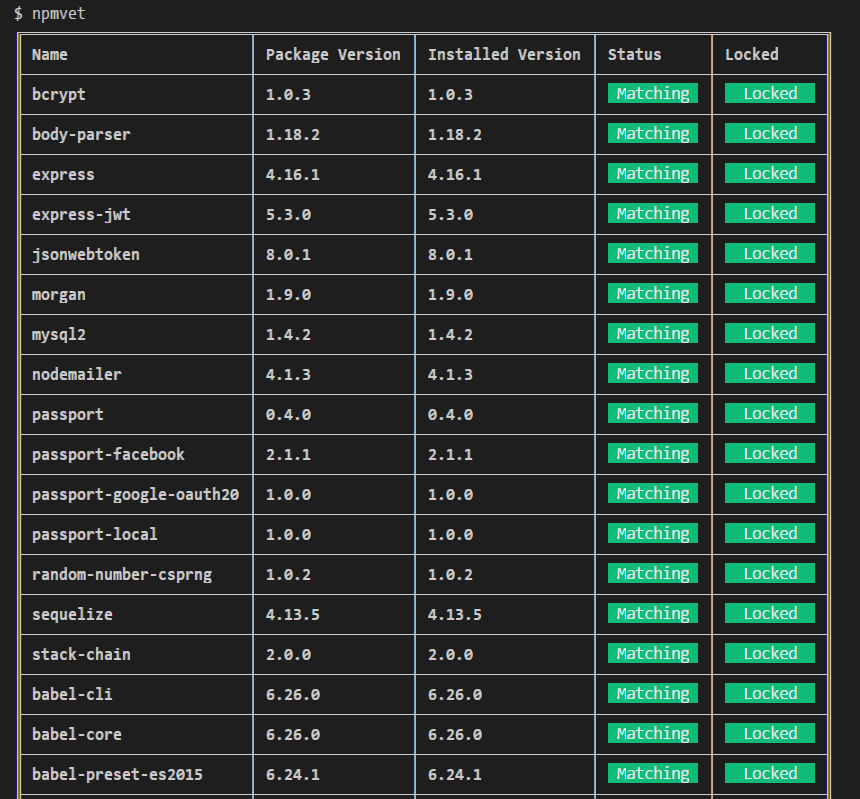 $ npmvet
Name Package Version Installed Version Status Locked
bcrypt 1.0.3 1.0.3 Matching Locked
body-parser 1.18.2 1.18.2 Matching Locked
express 4.16.1 4.16.1 Matching Locked
express-jwt 5.3.0 5.3.0 Matching Locked
jsonwebtoken 8.0.1 8.0.1 Matching Locked
morgan 1.9.0 1.9.0 Matching Locked
mysql2 1.4.2 1.4.2 Matching Locked
nodemailer 4.1.3 4.1.3 Matching Locked
passport 0.4.0 0.4.0 Matching Locked
passport-facebook 2.1.1 2.1.1 Matching Locked
passport-google-oauth20 1.0.0 1.0.0 Matching Locked
passport-local 1.0.0 1.0.0 Matching Locked
random-number-csprng 1.0.2 1.0.2 Matching Locked
sequelize 4.13.5 4.13.5 Matching Locked
stack-chain 2.0.0 2.0.0 Matching Locked
babel-cli 6.26.0 6.26.0 Matching Locked
babel-core 6.26.0 6.26.0 Matching Locked
babel-preset-es2015 6.24.1 6.24.1 Matching Locked